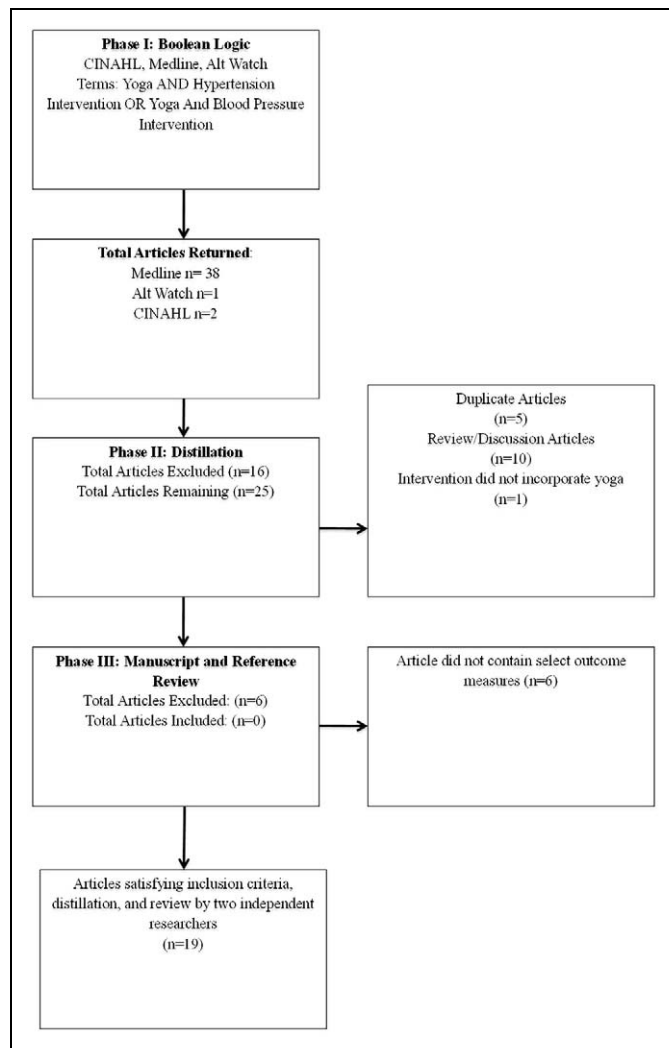 Phase I: Boolean Logic
CINAHL, Medline, Alt Watch
Terms: Yoga AND Hypertension
Intervention OR Yoga And Blood Pressure
Intervention
Total Articles Returned:
Medline n= 38
Alt Watch n=1
CINAHL n=2
Phase II: Distillation
Total Articles Excluded (n=16)
Total Articles Remaining (n=25)
Duplicate Articles
(n=5)
Review/Discussion Articles
(n=10)
Intervention did not incorporate yoga
(n=1)
Phase III: Manuscript and Reference
Review
Total Articles Excluded: (n=6)
Total Articles Included: (n=0)
Article did not contain select outcome
measures (n=6)
Articles satisfying inclusion criteria,
distillation, and review by two independent
researchers
(n=19)